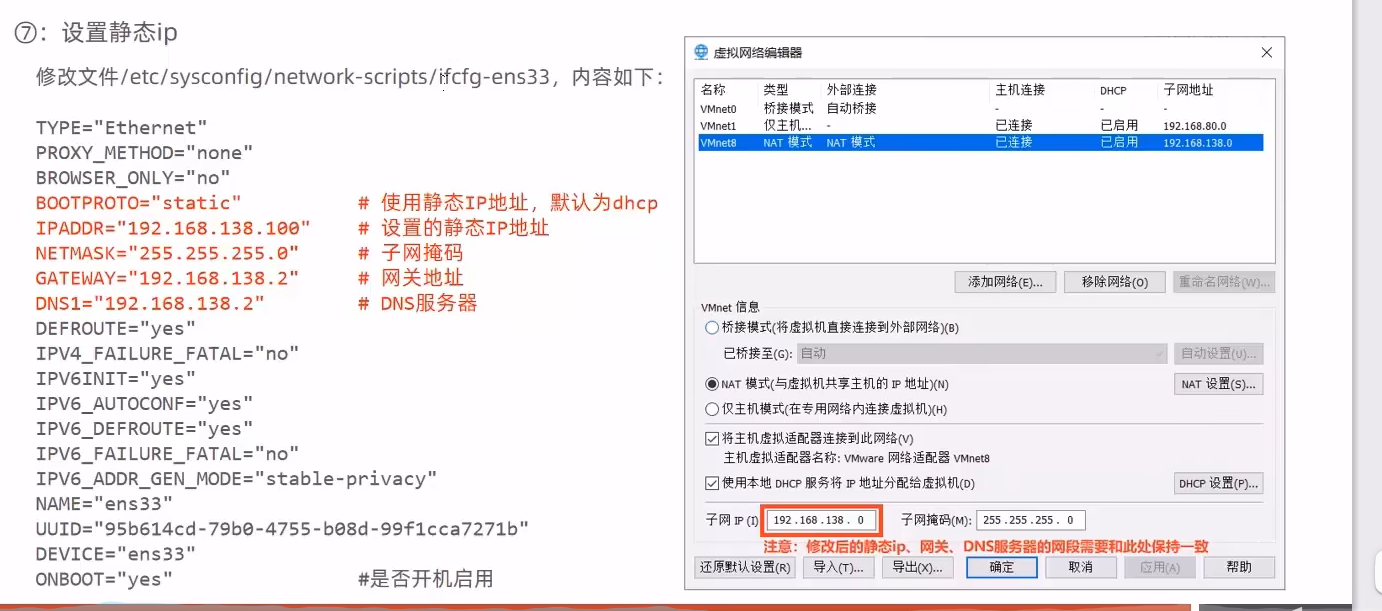 ⑦：设置静态ip
修改文件/etc/sysconfig/network-scripts/ifcfg-ens33，内容如下：
TYPE="Ethernet"
PROXY_METHOD="none"
BROWSER_ONLY="no"
BOOTPROTO="static" # 使用静态IP地址，默认为dhcp
IPADDR="192.168.138.100" # 设置的静态IP地址
NETMASK="255.255.255.0" # 子网掩码
GATEWAY="192.168.138.2" # 网关地址
DNS1="192.168.138.2" # DNS服务器
DEFROUTE="yes"
IPV4_FAILURE_FATAL="no"
IPV6INIT="yes"
IPV6_AUTOCONF="yes"
IPV6_DEFROUTE="yes"
IPV6_FAILURE_FATAL="no"
IPV6_ADDR_GEN_MODE="stable-privacy"
NAME="ens33"
UUID="95b614cd-79b0-4755-b08d-99f1cca7271b"
DEVICE="ens33"
ONBOOT="yes" #是否开机启用
虚拟网络编辑器
名称 类型 外部连接 主机连接 DHCP 子网地址
VMnet0 桥接模式 自动桥接 - - -
VMnet1 仅主机... - 已连接 已启用 192.168.80.0
VMnet8 NAT 模式 NAT 模式 已连接 已启用 192.168.138.0
添加网络(E)... 移除网络(O) 重命名网络(W)...
VMnet 信息
桥接模式(将虚拟机直接连接到外部网络)(B)
已桥接至(G): 自动 自动设置(U)...
NAT 模式(与虚拟机共享主机的 IP 地址)(N) NAT 设置(S)...
仅主机模式(在专用网络内连接虚拟机)(H)
将主机虚拟适配器连接到此网络(V)
主机虚拟适配器名称: VMware 网络适配器 VMnet8
使用本地 DHCP 服务将 IP 地址分配给虚拟机(D) DHCP 设置(P)...
子网 IP (I) 192.168.138. 0 子网掩码(M): 255.255.255. 0
注意：修改后的静态ip、网关、DNS服务器的网段需要和此处保持一致
还原默认设置(R) 导入(T)... 导出(X)... 确定 取消 应用(A) 帮助